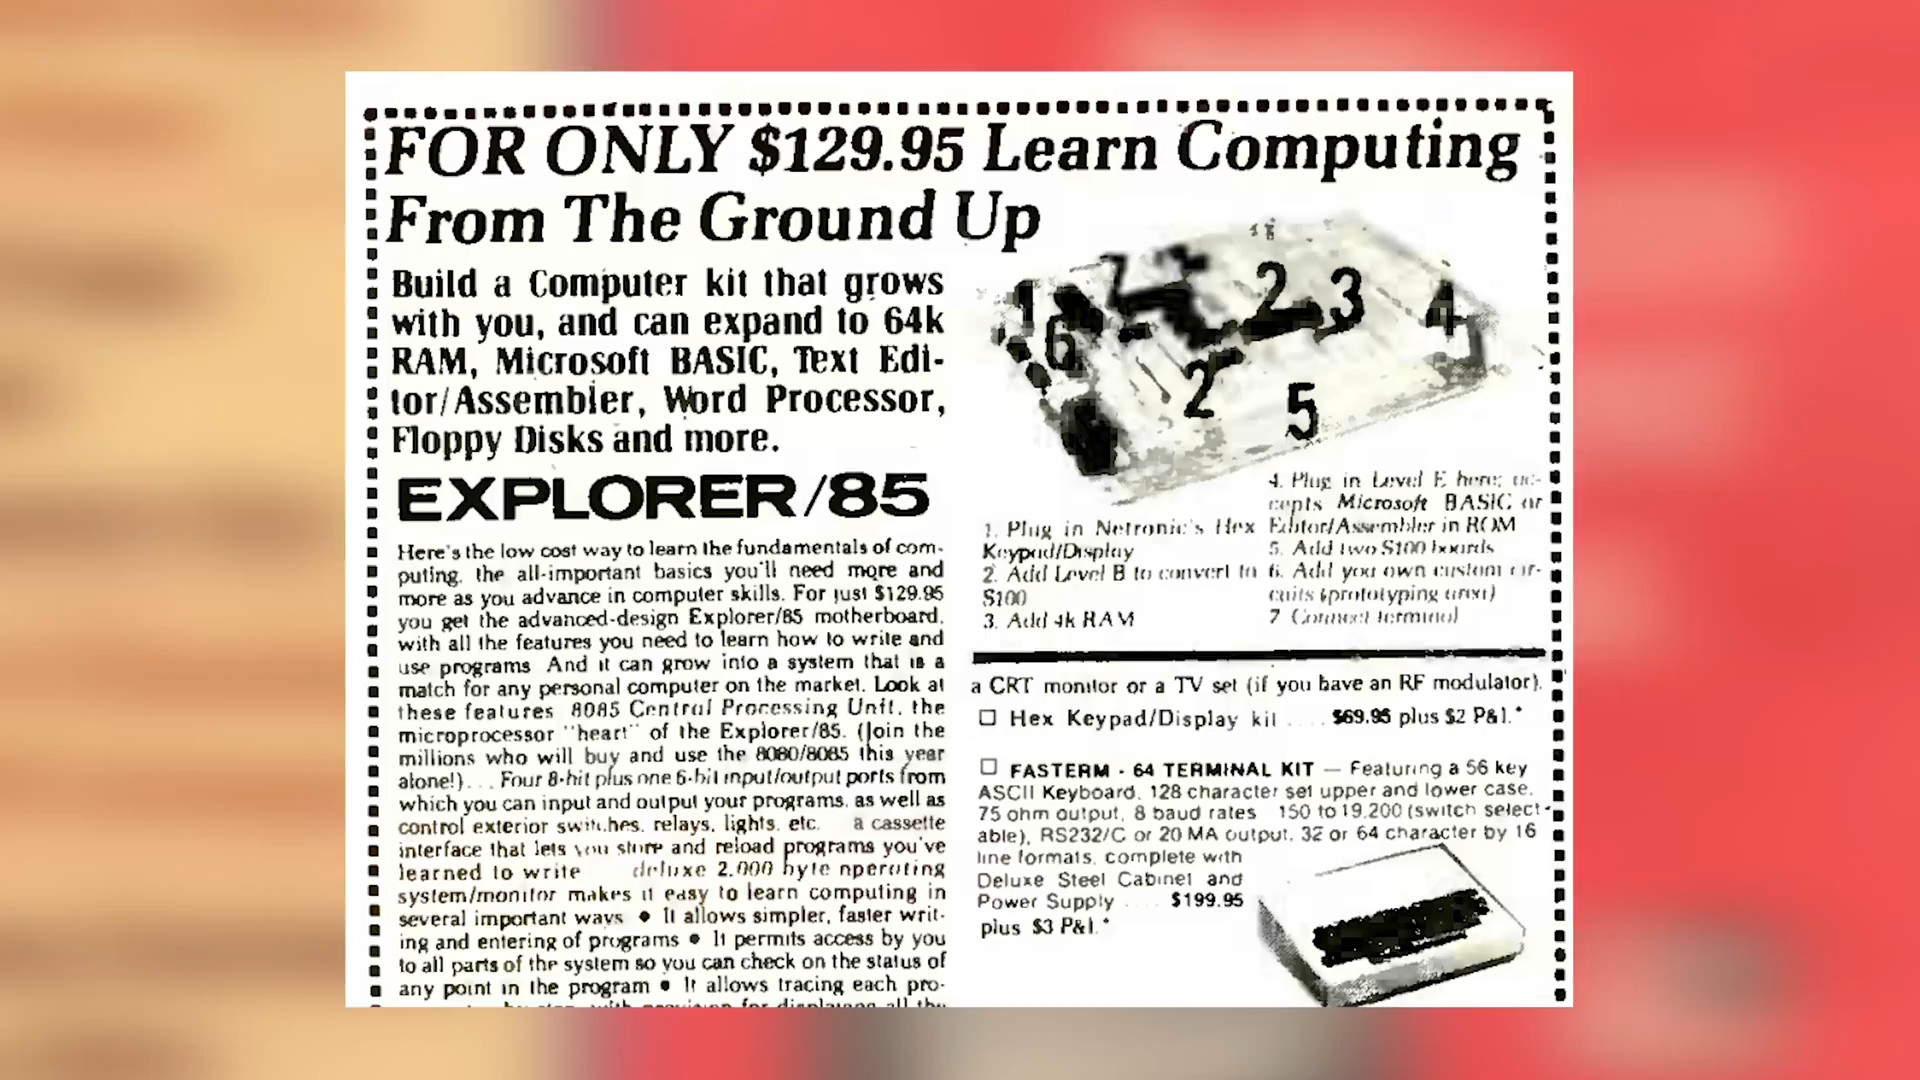 FOR ONLY $129.95 Learn Computing
From The Ground Up
Build a Computer kit that grows
with you, and can expand to 64k
RAM, Microsoft BASIC, Text Edi-
tor/Assembler, Word Processor,
Floppy Disks and more.
EXPLORER/85
Here's the low cost way to learn the fundamentals of com-
puting, the all-important basics you'll need more and
more as you advance in computer skills. For just $129.95
you get the advanced-design Explorer/85 motherboard,
with all the features you need to learn how to write and
use programs. And it can grow into a system that is a
match for any personal computer on the market. Look at
these features 8085 Central Processing Unit, the
microprocessor "heart" of the Explorer/85. (Join the
millions who will buy and use the 8080/8085 this year
alone!)... Four 8-bit plus one 6-bit input/output ports from
which you can input and output your programs, as well as
control exterior switches, relays, lights, etc. a cassette
interface that lets you store and reload programs you've
learned to write deluxe 2,000 byte operating
system/monitor makes it easy to learn computing in
several important ways • It allows simpler, faster writ-
ing and entering of programs • It permits access by you
to all parts of the system so you can check on the status of
any point in the program • It allows tracing each pro-
1
6
7
2
3
4
2
5
1. Plug in Netronic's Hex
Keypad/Display
2. Add Level B to convert to
S100
3. Add 4k RAM
4. Plug in Level E here; ac-
cepts Microsoft BASIC or
Editor/Assembler in ROM
5. Add two S100 boards
6. Add you own custom cir-
cuits (prototyping area)
7 Connect terminal
a CRT monitor or a TV set (if you have an RF modulator).
☐ Hex Keypad/Display kit .... $69.95 plus $2 P&I.*
☐ FASTERM - 64 TERMINAL KIT — Featuring a 56 key
ASCII Keyboard, 128 character set upper and lower case,
75 ohm output, 8 baud rates 150 to 19,200 (switch select-
able), RS232/C or 20 MA output, 32 or 64 character by 16
line formats, complete with
Deluxe Steel Cabinet and
Power Supply .... $199.95
plus $3 P&I.*